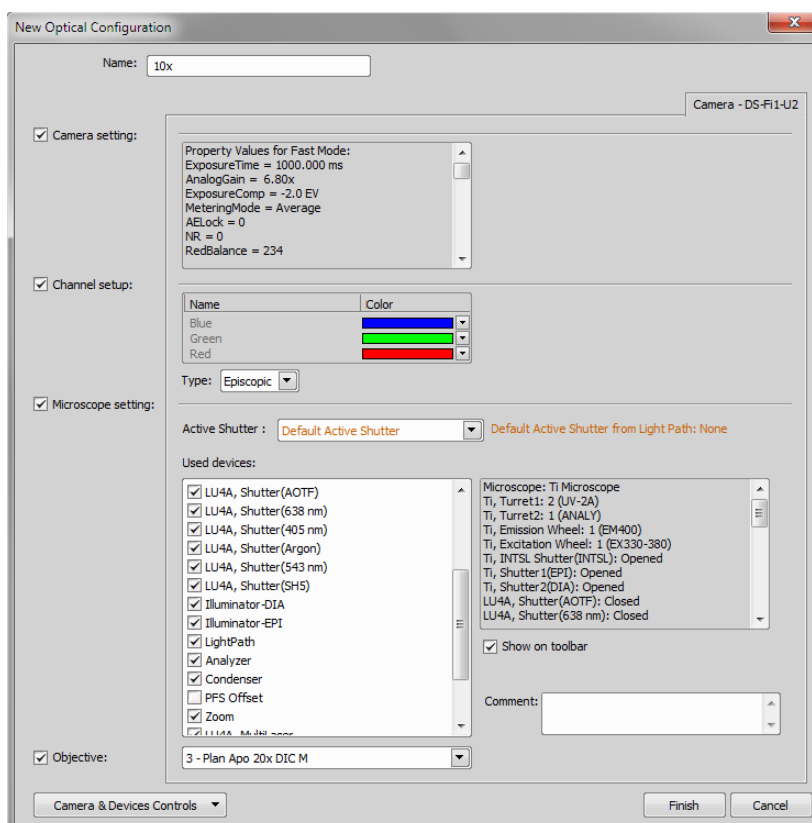 New Optical Configuration
Name: 10x
Camera - DS-Fi1-U2
Camera setting:
Property Values for Fast Mode:
ExposureTime = 1000.000 ms
AnalogGain = 6.80x
ExposureComp = -2.0 EV
MeteringMode = Average
AELock = 0
NR = 0
RedBalance = 234
Channel setup:
Name Color
Blue
Green
Red
Type: Episcopic
Microscope setting:
Active Shutter : Default Active Shutter Default Active Shutter from Light Path: None
Used devices:
LU4A, Shutter(AOTF)
LU4A, Shutter(638 nm)
LU4A, Shutter(405 nm)
LU4A, Shutter(Argon)
LU4A, Shutter(543 nm)
LU4A, Shutter(SH5)
Illuminator-DIA
Illuminator-EPI
LightPath
Analyzer
Condenser
PFS Offset
Zoom
LU4A, MultiLaser
Microscope: Ti Microscope
Ti, Turret1: 2 (UV-2A)
Ti, Turret2: 1 (ANALY)
Ti, Emission Wheel: 1 (EM400)
Ti, Excitation Wheel: 1 (EX330-380)
Ti, INTSL Shutter(INTSL): Opened
Ti, Shutter1(EPI): Opened
Ti, Shutter2(DIA): Opened
LU4A, Shutter(AOTF): Closed
LU4A, Shutter(638 nm): Closed
Show on toolbar
Comment:
Objective: 3 - Plan Apo 20x DIC M
Camera & Devices Controls Finish Cancel